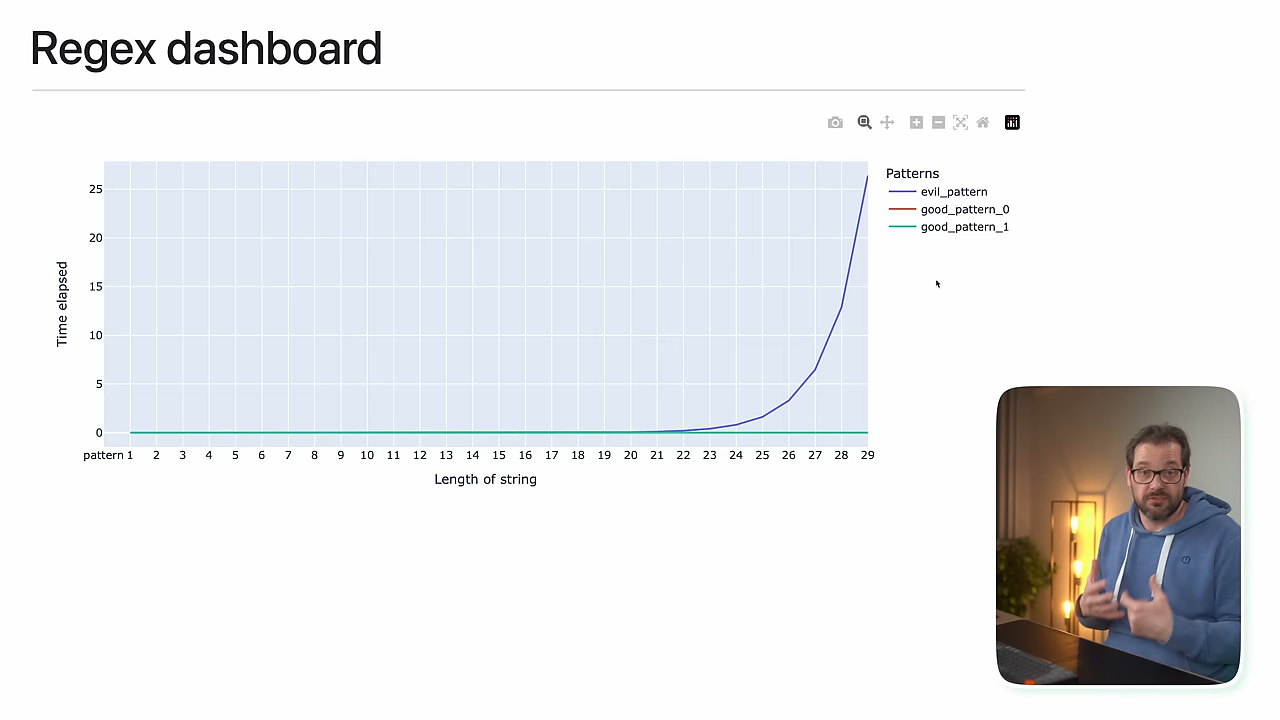 Regex dashboard
Patterns
evil_pattern
good_pattern_0
good_pattern_1
Time elapsed
25
20
15
10
5
0
pattern 1 2 3 4 5 6 7 8 9 10 11 12 13 14 15 16 17 18 19 20 21 22 23 24 25 26 27 28 29
Length of string